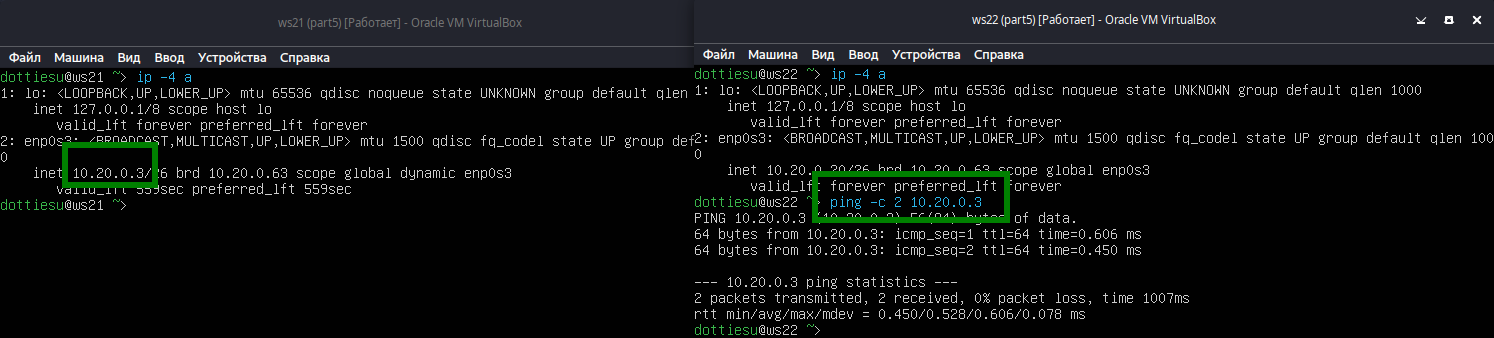 ws21 (part5) [Работает] - Oracle VM VirtualBox
Файл Машина Вид Ввод Устройства Справка
dottiesu@ws21 ~> ip -4 a
1: lo: <LOOPBACK,UP,LOWER_UP> mtu 65536 qdisc noqueue state UNKNOWN group default qlen
inet 127.0.0.1/8 scope host lo
valid_lft forever preferred_lft forever
2: enp0s3: <BROADCAST,MULTICAST,UP,LOWER_UP> mtu 1500 qdisc fq_codel state UP group def
0
inet 10.20.0.3/26 brd 10.20.0.63 scope global dynamic enp0s3
valid_lft 559sec preferred_lft 559sec
dottiesu@ws21 ~>
ws22 (part5) [Работает] - Oracle VM VirtualBox
Файл Машина Вид Ввод Устройства Справка
dottiesu@ws22 ~> ip -4 a
1: lo: <LOOPBACK,UP,LOWER_UP> mtu 65536 qdisc noqueue state UNKNOWN group default qlen 1000
inet 127.0.0.1/8 scope host lo
valid_lft forever preferred_lft forever
2: enp0s3: <BROADCAST,MULTICAST,UP,LOWER_UP> mtu 1500 qdisc fq_codel state UP group default qlen 100
0
inet 10.20.0.20/26 brd 10.20.0.63 scope global enp0s3
valid_lft forever preferred_lft forever
dottiesu@ws22 ~> ping -c 2 10.20.0.3
PING 10.20.0.3 (10.20.0.3) 56(84) bytes of data.
64 bytes from 10.20.0.3: icmp_seq=1 ttl=64 time=0.606 ms
64 bytes from 10.20.0.3: icmp_seq=2 ttl=64 time=0.450 ms
--- 10.20.0.3 ping statistics ---
2 packets transmitted, 2 received, 0% packet loss, time 1007ms
rtt min/avg/max/mdev = 0.450/0.528/0.606/0.078 ms
dottiesu@ws22 ~>